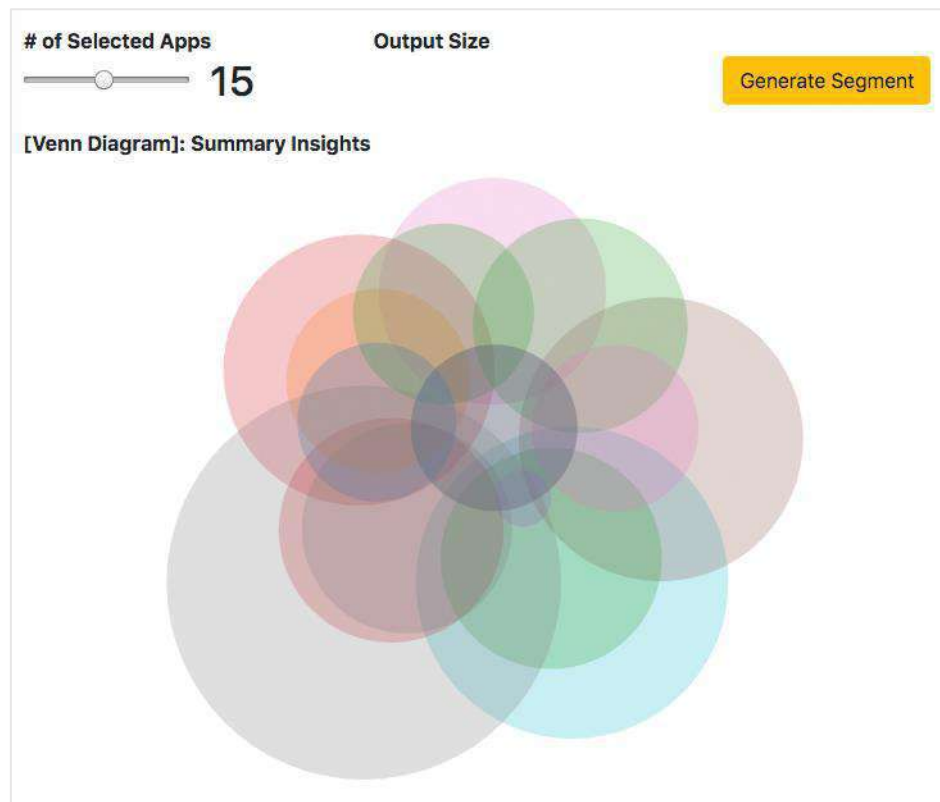 # of Selected Apps
Output Size
15
Generate Segment
[Venn Diagram]: Summary Insights